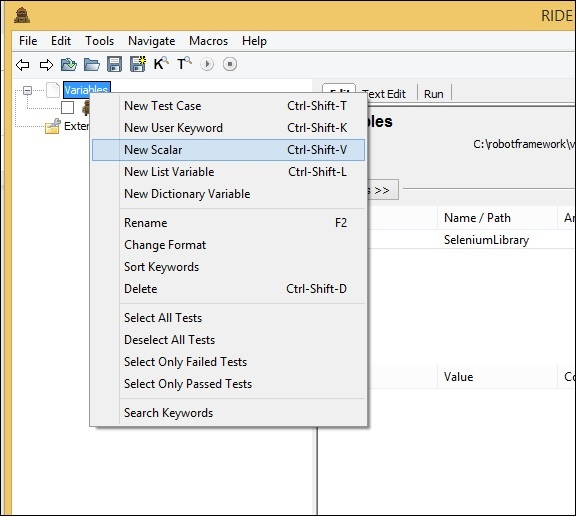 RIDE
File Edit Tools Navigate Macros Help
K T
Variables
Edit Text Edit Run
New Test Case Ctrl-Shift-T
New User Keyword Ctrl-Shift-K
New Scalar Ctrl-Shift-V
C:\robotframework\v
New List Variable Ctrl-Shift-L
New Dictionary Variable
>>
Rename F2
Name / Path
Change Format
SeleniumLibrary
Sort Keywords
Delete Ctrl-Shift-D
Select All Tests
Deselect All Tests
Select Only Failed Tests
Select Only Passed Tests
Value
Search Keywords